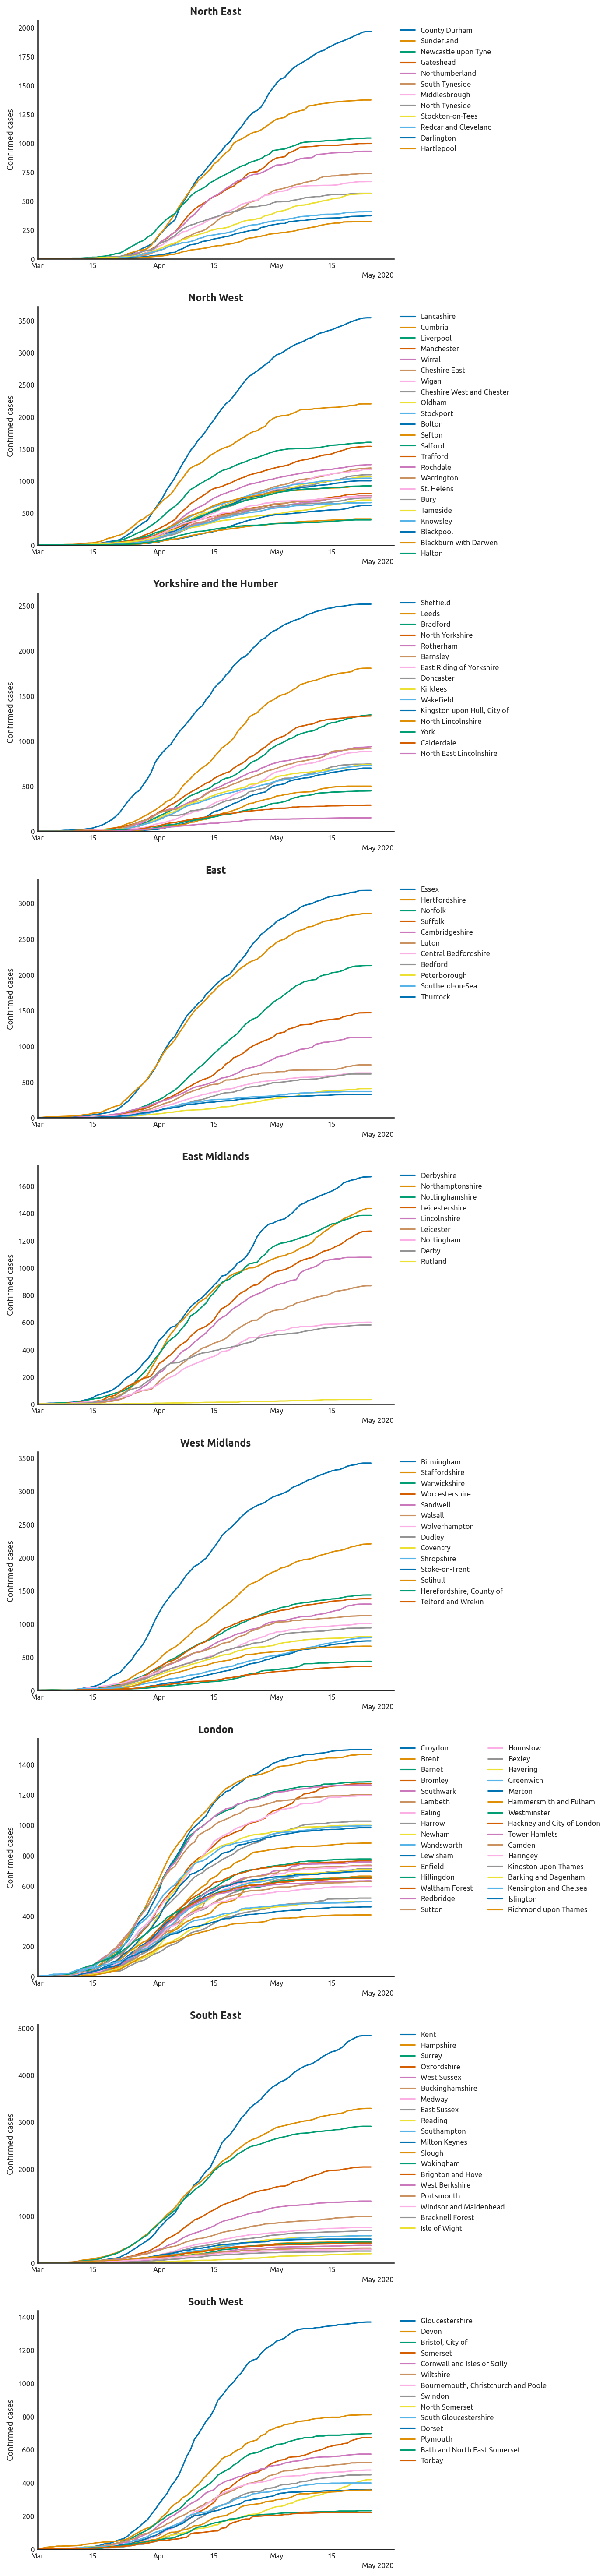 North East
Confirmed cases
2000
1750
1500
1250
1000
750
500
250
0
Mar 15 Apr 15 May 15
May 2020
County Durham
Sunderland
Newcastle upon Tyne
Gateshead
Northumberland
South Tyneside
Middlesbrough
North Tyneside
Stockton-on-Tees
Redcar and Cleveland
Darlington
Hartlepool
North West
Confirmed cases
3500
3000
2500
2000
1500
1000
500
0
Mar 15 Apr 15 May 15
May 2020
Lancashire
Cumbria
Liverpool
Manchester
Wirral
Cheshire East
Wigan
Cheshire West and Chester
Oldham
Stockport
Bolton
Sefton
Salford
Trafford
Rochdale
Warrington
St. Helens
Bury
Tameside
Knowsley
Blackpool
Blackburn with Darwen
Halton
Yorkshire and the Humber
Confirmed cases
2500
2000
1500
1000
500
0
Mar 15 Apr 15 May 15
May 2020
Sheffield
Leeds
Bradford
North Yorkshire
Rotherham
Barnsley
East Riding of Yorkshire
Doncaster
Kirklees
Wakefield
Kingston upon Hull, City of
North Lincolnshire
York
Calderdale
North East Lincolnshire
East
Confirmed cases
3000
2500
2000
1500
1000
500
0
Mar 15 Apr 15 May 15
May 2020
Essex
Hertfordshire
Norfolk
Suffolk
Cambridgeshire
Luton
Central Bedfordshire
Bedford
Peterborough
Southend-on-Sea
Thurrock
East Midlands
Confirmed cases
1600
1400
1200
1000
800
600
400
200
0
Mar 15 Apr 15 May 15
May 2020
Derbyshire
Northamptonshire
Nottinghamshire
Leicestershire
Lincolnshire
Leicester
Nottingham
Derby
Rutland
West Midlands
Confirmed cases
3500
3000
2500
2000
1500
1000
500
0
Mar 15 Apr 15 May 15
May 2020
Birmingham
Staffordshire
Warwickshire
Worcestershire
Sandwell
Walsall
Wolverhampton
Dudley
Coventry
Shropshire
Stoke-on-Trent
Solihull
Herefordshire, County of
Telford and Wrekin
London
Confirmed cases
1400
1200
1000
800
600
400
200
0
Mar 15 Apr 15 May 15
May 2020
Croydon
Brent
Barnet
Bromley
Southwark
Lambeth
Ealing
Harrow
Newham
Wandsworth
Lewisham
Enfield
Hillingdon
Waltham Forest
Redbridge
Sutton
Hounslow
Bexley
Havering
Greenwich
Merton
Hammersmith and Fulham
Westminster
Hackney and City of London
Tower Hamlets
Camden
Haringey
Kingston upon Thames
Barking and Dagenham
Kensington and Chelsea
Islington
Richmond upon Thames
South East
Confirmed cases
5000
4000
3000
2000
1000
0
Mar 15 Apr 15 May 15
May 2020
Kent
Hampshire
Surrey
Oxfordshire
West Sussex
Buckinghamshire
Medway
East Sussex
Reading
Southampton
Milton Keynes
Slough
Wokingham
Brighton and Hove
West Berkshire
Portsmouth
Windsor and Maidenhead
Bracknell Forest
Isle of Wight
South West
Confirmed cases
1400
1200
1000
800
600
400
200
0
Mar 15 Apr 15 May 15
May 2020
Gloucestershire
Devon
Bristol, City of
Somerset
Cornwall and Isles of Scilly
Wiltshire
Bournemouth, Christchurch and Poole
Swindon
North Somerset
South Gloucestershire
Dorset
Plymouth
Bath and North East Somerset
Torbay